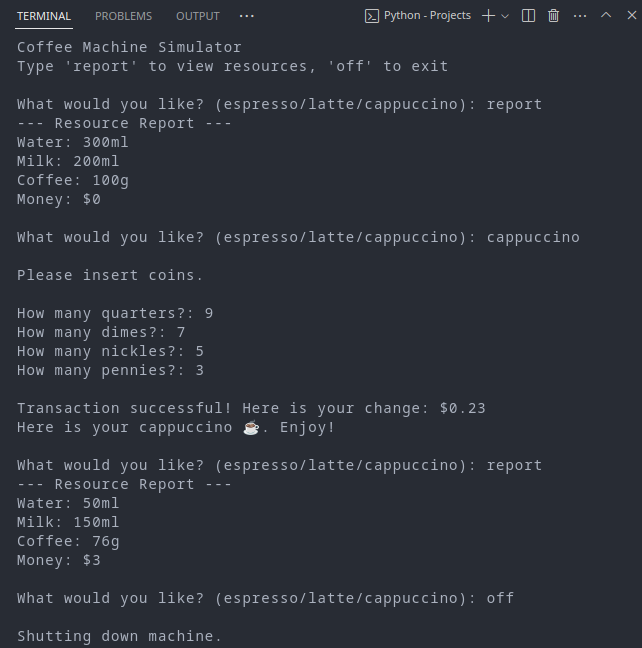 TERMINAL PROBLEMS OUTPUT ··· Python - Projects
Coffee Machine Simulator
Type 'report' to view resources, 'off' to exit
What would you like? (espresso/latte/cappuccino): report
--- Resource Report ---
Water: 300ml
Milk: 200ml
Coffee: 100g
Money: $0
What would you like? (espresso/latte/cappuccino): cappuccino
Please insert coins.
How many quarters?: 9
How many dimes?: 7
How many nickles?: 5
How many pennies?: 3
Transaction successful! Here is your change: $0.23
Here is your cappuccino ☕. Enjoy!
What would you like? (espresso/latte/cappuccino): report
--- Resource Report ---
Water: 50ml
Milk: 150ml
Coffee: 76g
Money: $3
What would you like? (espresso/latte/cappuccino): off
Shutting down machine.